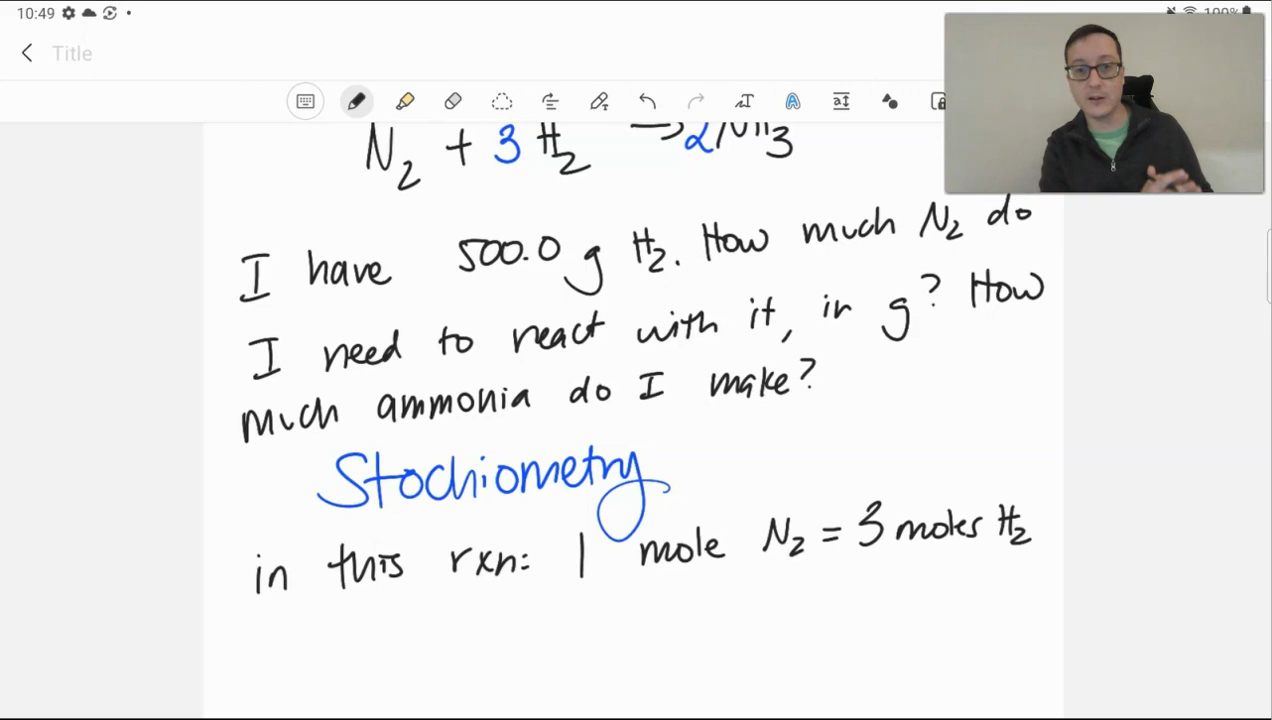 10:49
100%
Title
N₂ + 3 H₂ → 2 NH₃
I have 500.0 g H₂. How much N₂ do
I need to react with it, in g? How
much ammonia do I make?
Stochiometry
in this rxn: 1 mole N₂ = 3 moles H₂